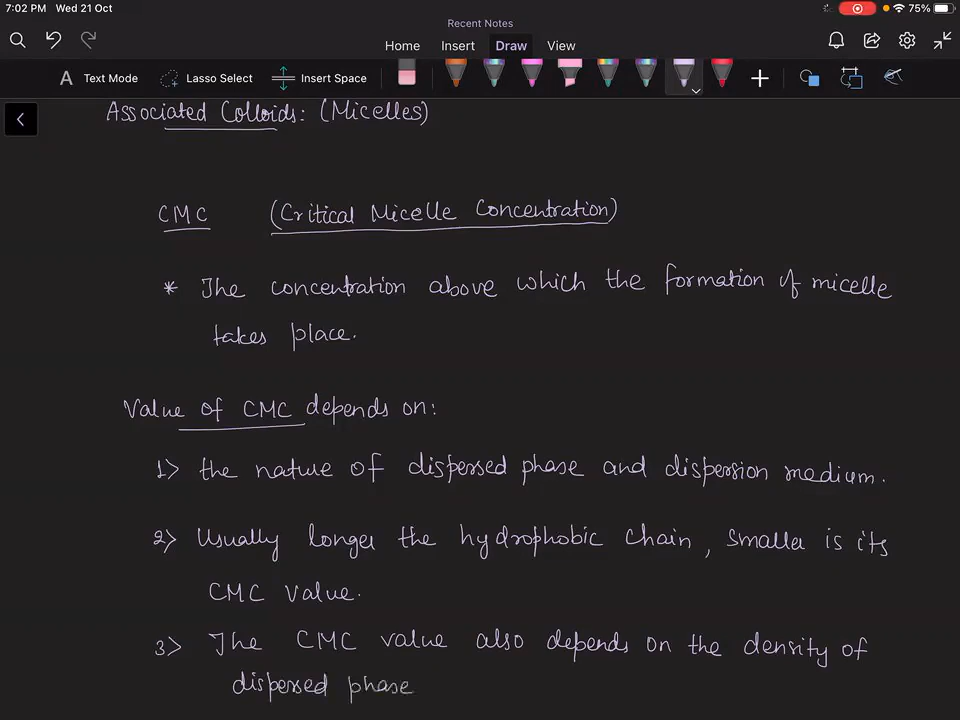 7:02 PM Wed 21 Oct
75%
Recent Notes
Home Insert Draw View
Text Mode Lasso Select Insert Space
Associated Colloids: (Micelles)
CMC (Critical Micelle Concentration)
* The concentration above which the formation of micelle
takes place.
Value of CMC depends on:
1> the nature of dispersed phase and dispersion medium.
2> Usually longer the hydrophobic chain, smaller is its
CMC value.
3> The CMC value also depends on the density of
dispersed phase